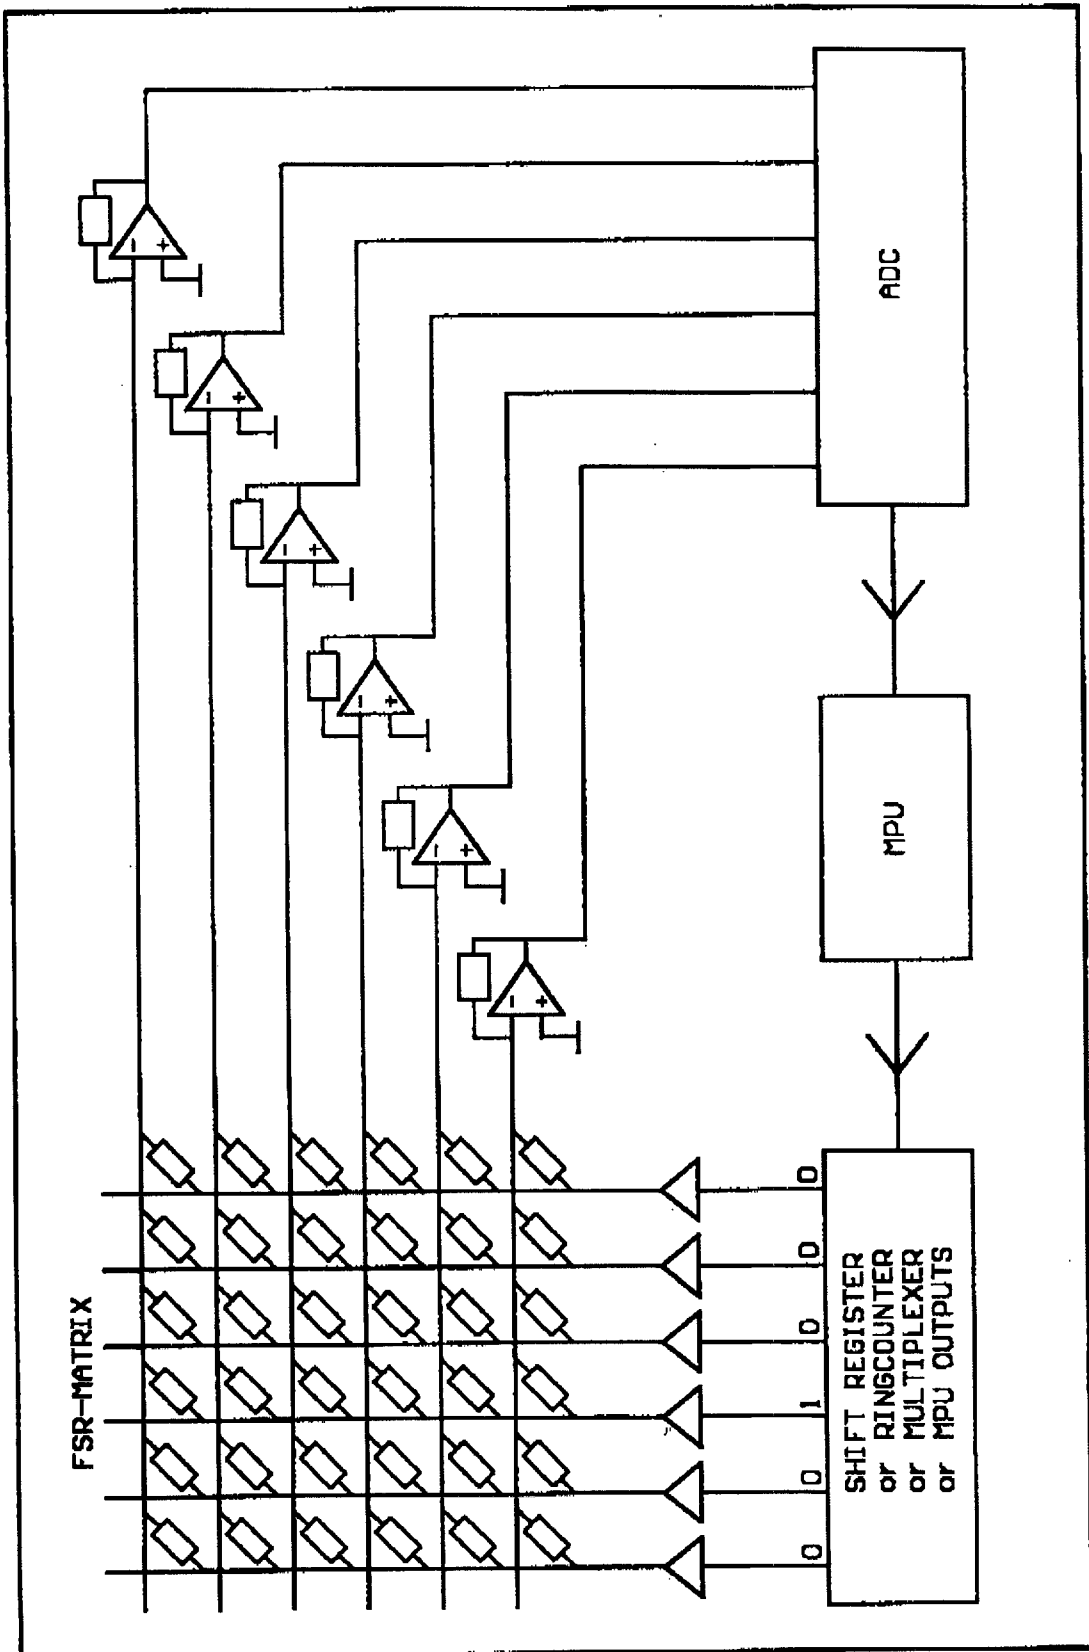 FSR-MATRIX
- +
- +
- +
- +
- +
- +
0 0 1 0 0 0
SHIFT REGISTER
or RINGCOUNTER
or MULTIPLEXER
or MPU OUTPUTS
MPU
ADC